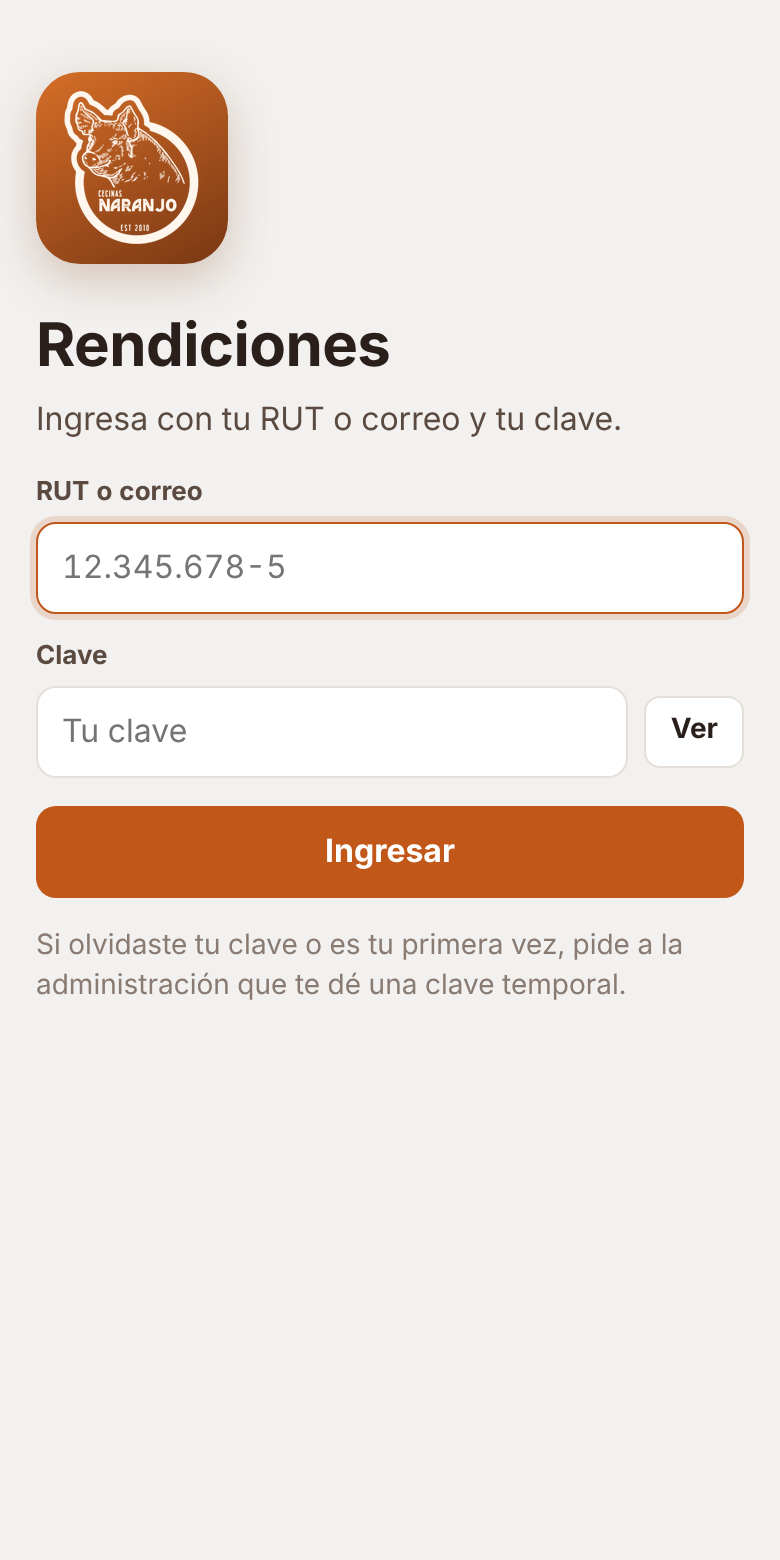 CECINAS
NARANJO
EST 2010
Rendiciones
Ingresa con tu RUT o correo y tu clave.
RUT o correo
12.345.678-5
Clave
Tu clave
Ver
Ingresar
Si olvidaste tu clave o es tu primera vez, pide a la
administración que te dé una clave temporal.